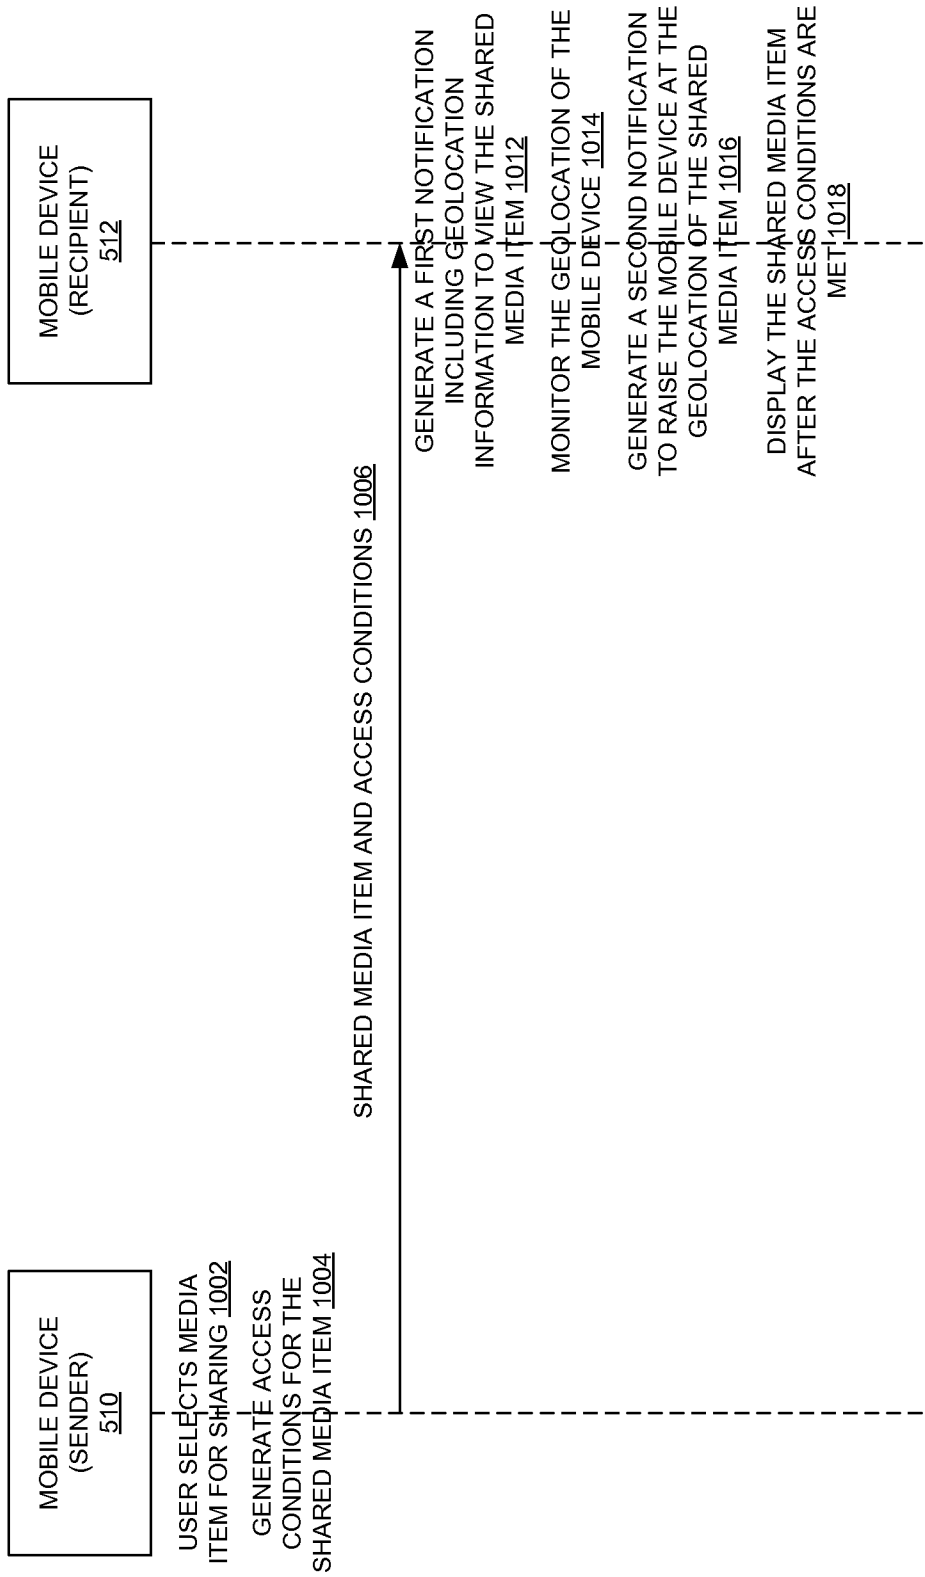 MOBILE DEVICE
(SENDER)
510
MOBILE DEVICE
(RECIPIENT)
512
USER SELECTS MEDIA
ITEM FOR SHARING 1002
GENERATE ACCESS
CONDITIONS FOR THE
SHARED MEDIA ITEM 1004
SHARED MEDIA ITEM AND ACCESS CONDITIONS 1006
GENERATE A FIRST NOTIFICATION
INCLUDING GEOLOCATION
INFORMATION TO VIEW THE SHARED
MEDIA ITEM 1012
MONITOR THE GEOLOCATION OF THE
MOBILE DEVICE 1014
GENERATE A SECOND NOTIFICATION
TO RAISE THE MOBILE DEVICE AT THE
GEOLOCATION OF THE SHARED
MEDIA ITEM 1016
DISPLAY THE SHARED MEDIA ITEM
AFTER THE ACCESS CONDITIONS ARE
MET 1018